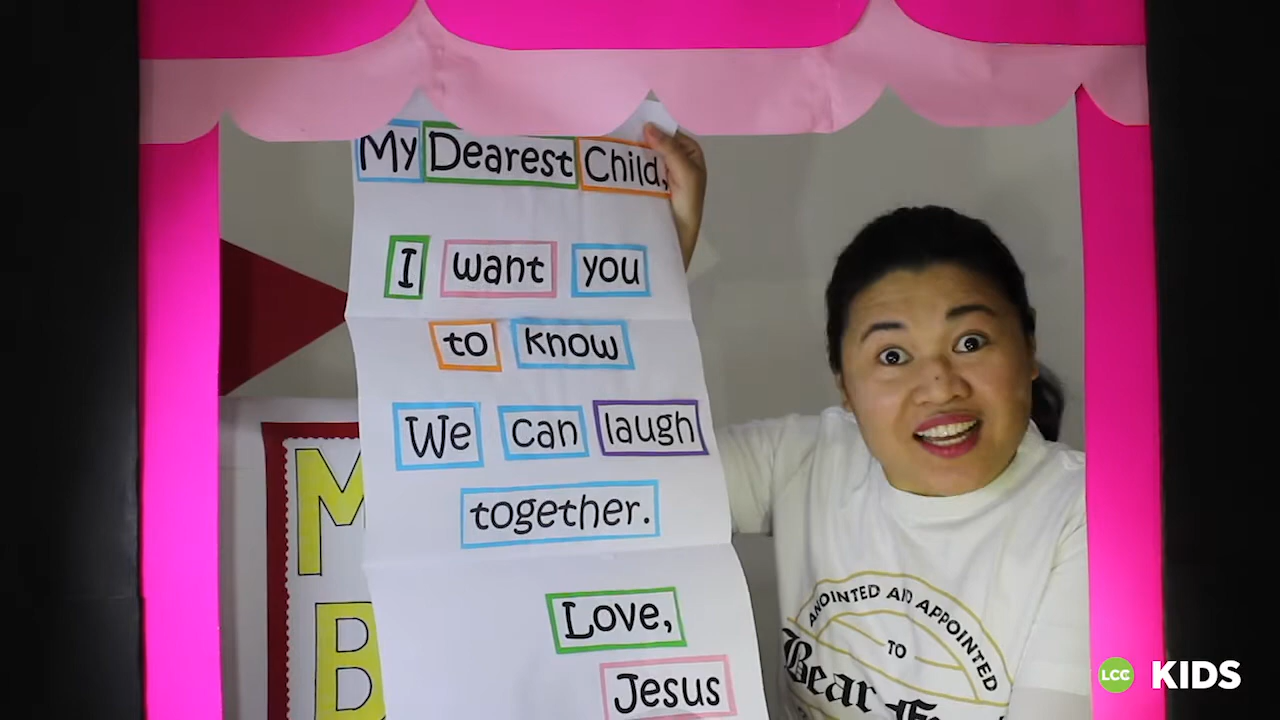 My Dearest Child,
I want you
to know
We can laugh
together.
Love,
Jesus
M
B
ANOINTED AND APPOINTED
TO
Bear
LCC KIDS